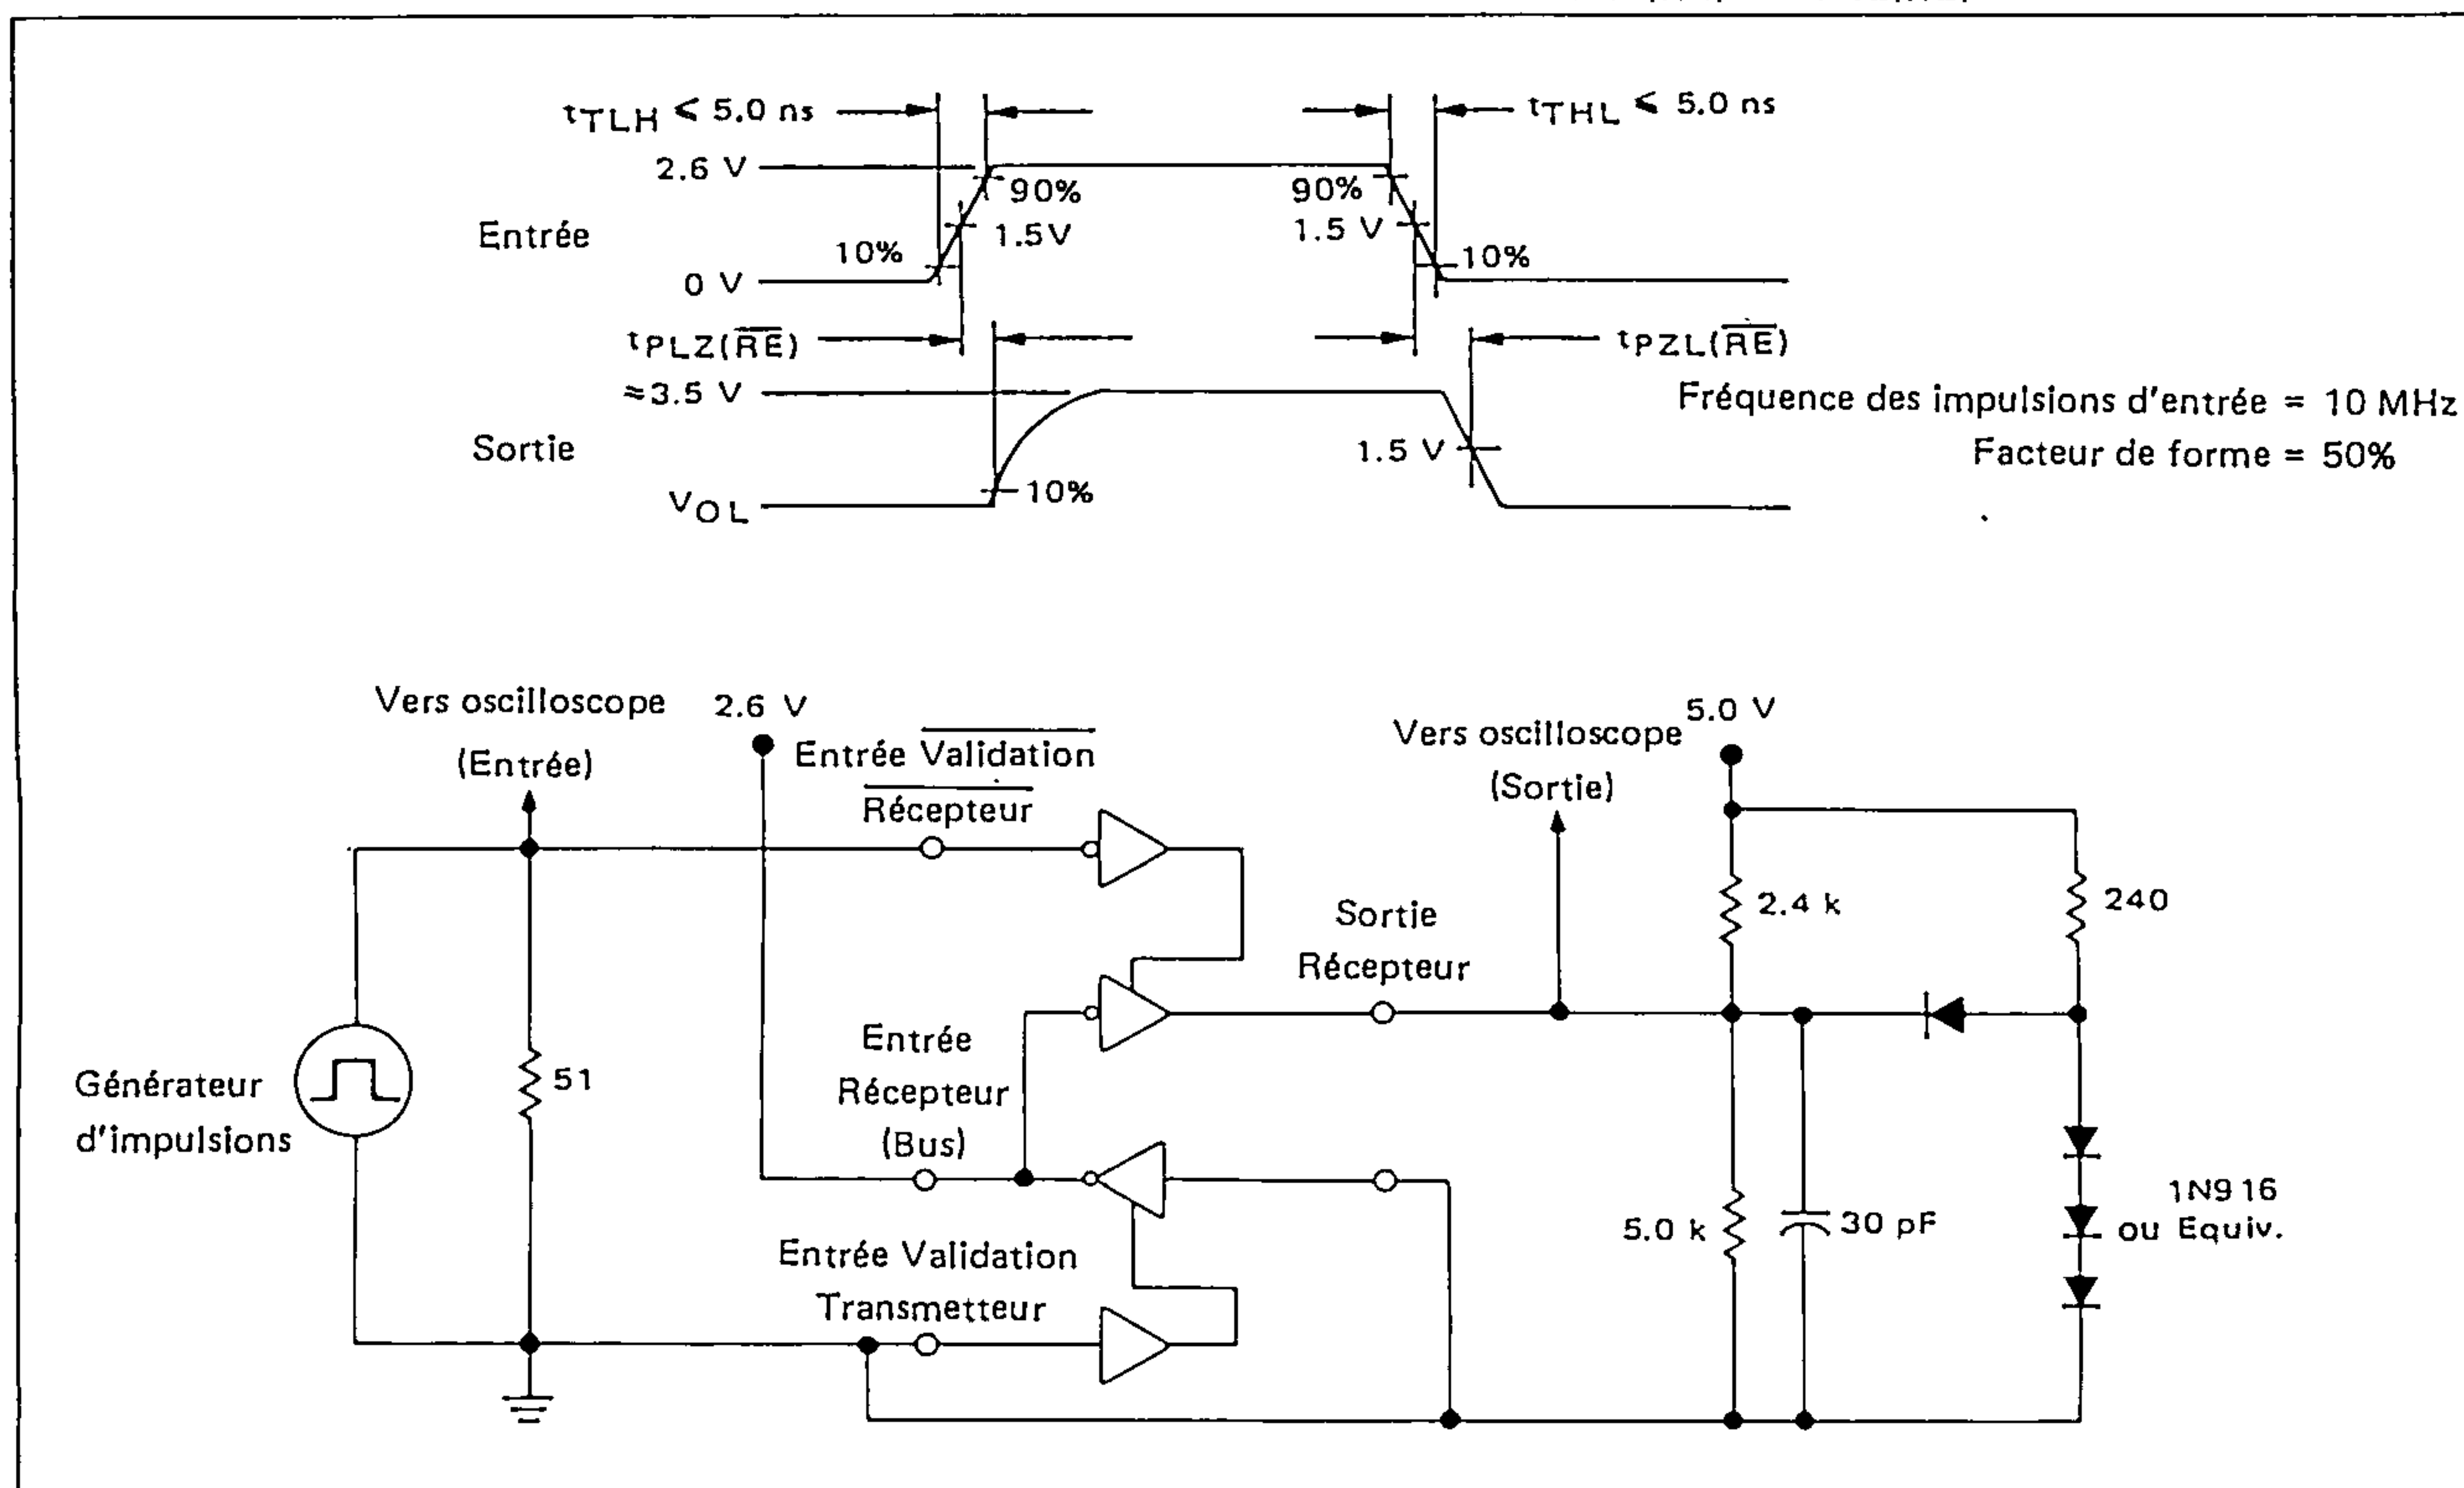 tTLH ≤ 5.0 ns
tTHL ≤ 5.0 ns
2.6 V
90%
90%
Entrée
1.5V
1.5 V
10%
10%
0 V
tPLZ(R̅E̅)
tPZL(R̅E̅)
≈3.5 V
Fréquence des impulsions d'entrée = 10 MHz
Sortie
1.5 V
Facteur de forme = 50%
10%
VOL
Vers oscilloscope
(Entrée)
2.6 V
Entrée Validation
Récepteur
Vers oscilloscope
(Sortie)
5.0 V
2.4 k
240
Sortie
Récepteur
Entrée
Récepteur
(Bus)
Générateur
d'impulsions
51
5.0 k
30 pF
1N916
ou Equiv.
Entrée Validation
Transmetteur